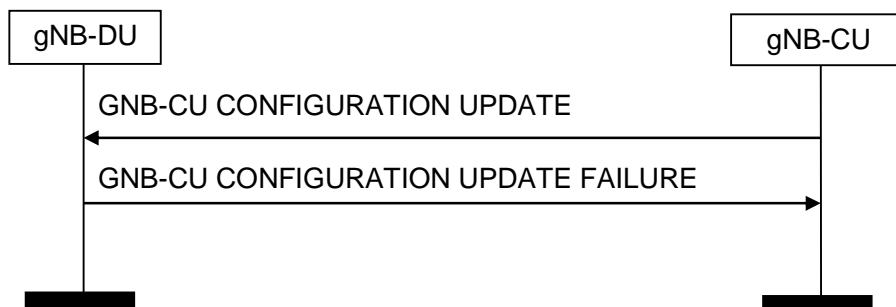 gNB-DU
gNB-CU
GNB-CU CONFIGURATION UPDATE
GNB-CU CONFIGURATION UPDATE FAILURE